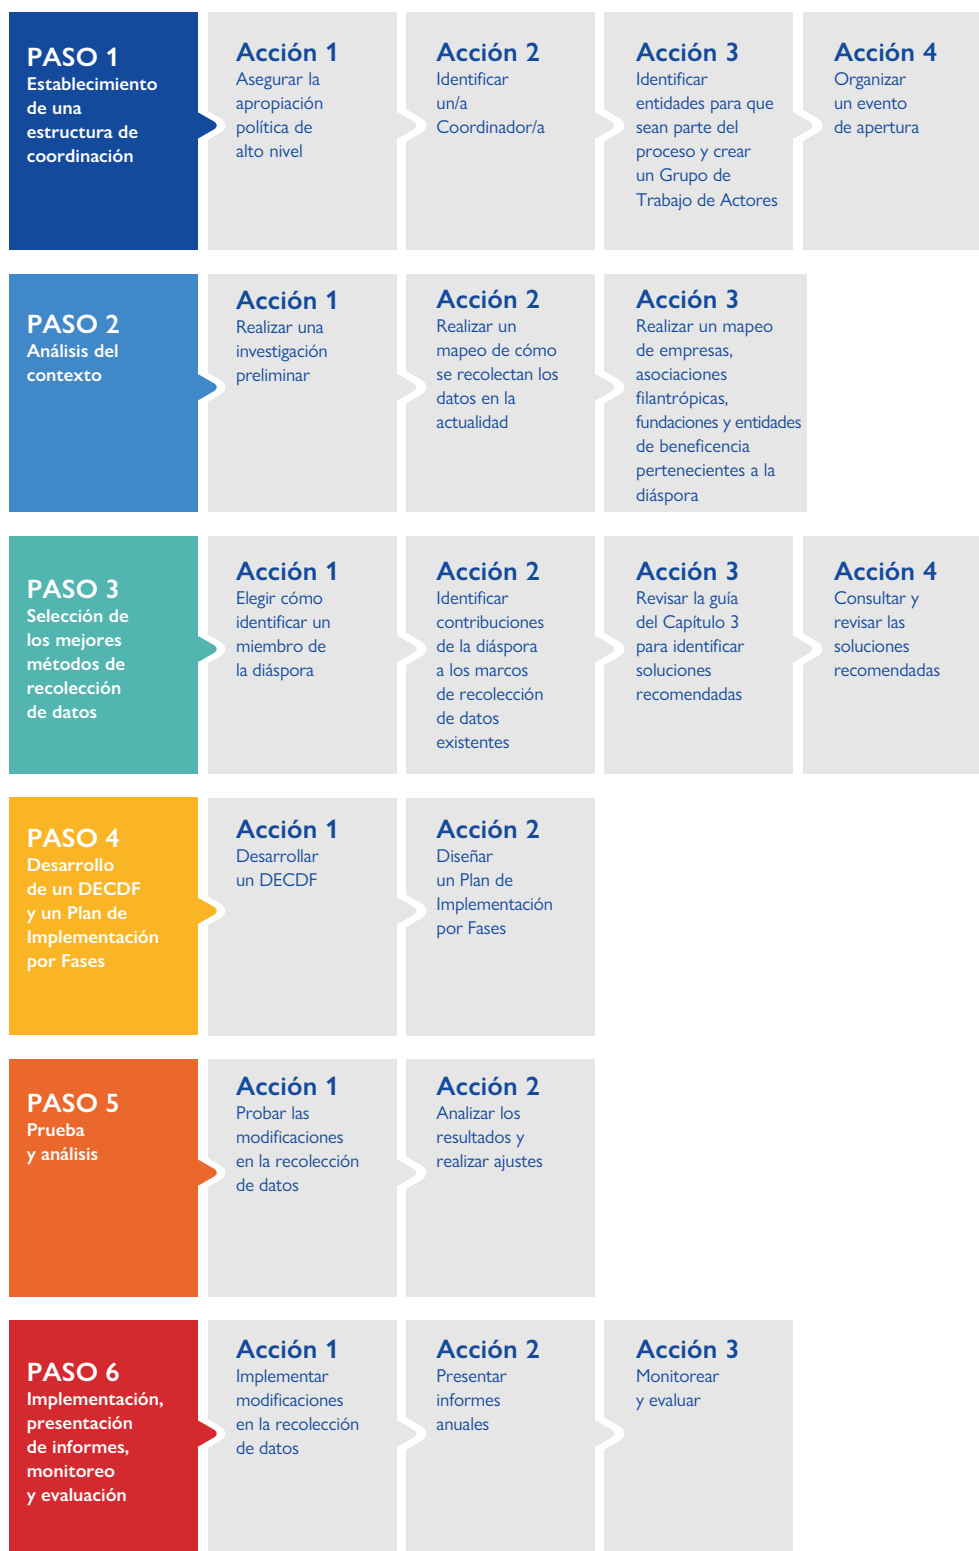 PASO 1
Establecimiento
de una
estructura de
coordinación
Acción 1
Asegurar la
apropiación
política de
alto nivel
Acción 2
Identificar
un/a
Coordinador/a
Acción 3
Identificar
entidades para que
sean parte del
proceso y crear
un Grupo de
Trabajo de Actores
Acción 4
Organizar
un evento
de apertura
PASO 2
Análisis del
contexto
Acción 1
Realizar una
investigación
preliminar
Acción 2
Realizar un
mapeo de cómo
se recolectan los
datos en la
actualidad
Acción 3
Realizar un mapeo
de empresas,
asociaciones
filantrópicas,
fundaciones y entidades
de beneficencia
pertenecientes a la
diáspora
PASO 3
Selección de
los mejores
métodos de
recolección
de datos
Acción 1
Elegir cómo
identificar un
miembro de
la diáspora
Acción 2
Identificar
contribuciones
de la diáspora
a los marcos
de recolección
de datos
existentes
Acción 3
Revisar la guía
del Capítulo 3
para identificar
soluciones
recomendadas
Acción 4
Consultar y
revisar las
soluciones
recomendadas
PASO 4
Desarrollo
de un DECDF
y un Plan de
Implementación
por Fases
Acción 1
Desarrollar
un DECDF
Acción 2
Diseñar
un Plan de
Implementación
por Fases
PASO 5
Prueba
y análisis
Acción 1
Probar las
modificaciones
en la recolección
de datos
Acción 2
Analizar los
resultados y
realizar ajustes
PASO 6
Implementación,
presentación
de informes,
monitoreo
y evaluación
Acción 1
Implementar
modificaciones
en la recolección
de datos
Acción 2
Presentar
informes
anuales
Acción 3
Monitorear
y evaluar